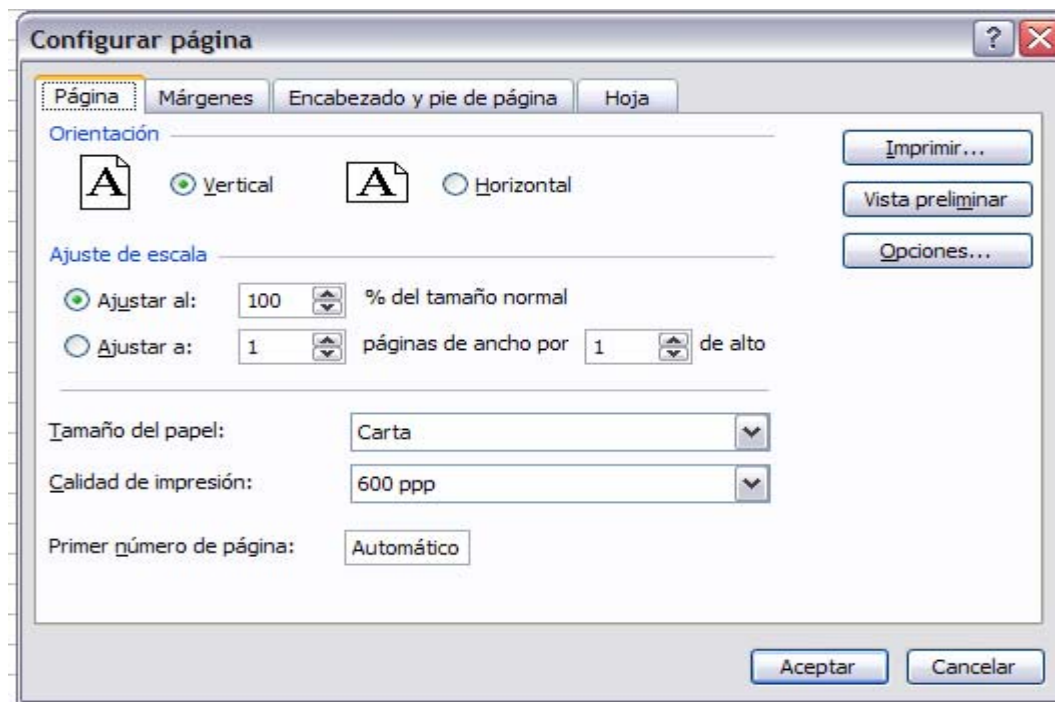 Configurar página
Página Márgenes Encabezado y pie de página Hoja
Orientación
A Vertical A Horizontal
Imprimir...
Vista preliminar
Opciones...
Ajuste de escala
Ajustar al: 100 % del tamaño normal
Ajustar a: 1 páginas de ancho por 1 de alto
Tamaño del papel: Carta
Calidad de impresión: 600 ppp
Primer número de página: Automático
Aceptar Cancelar